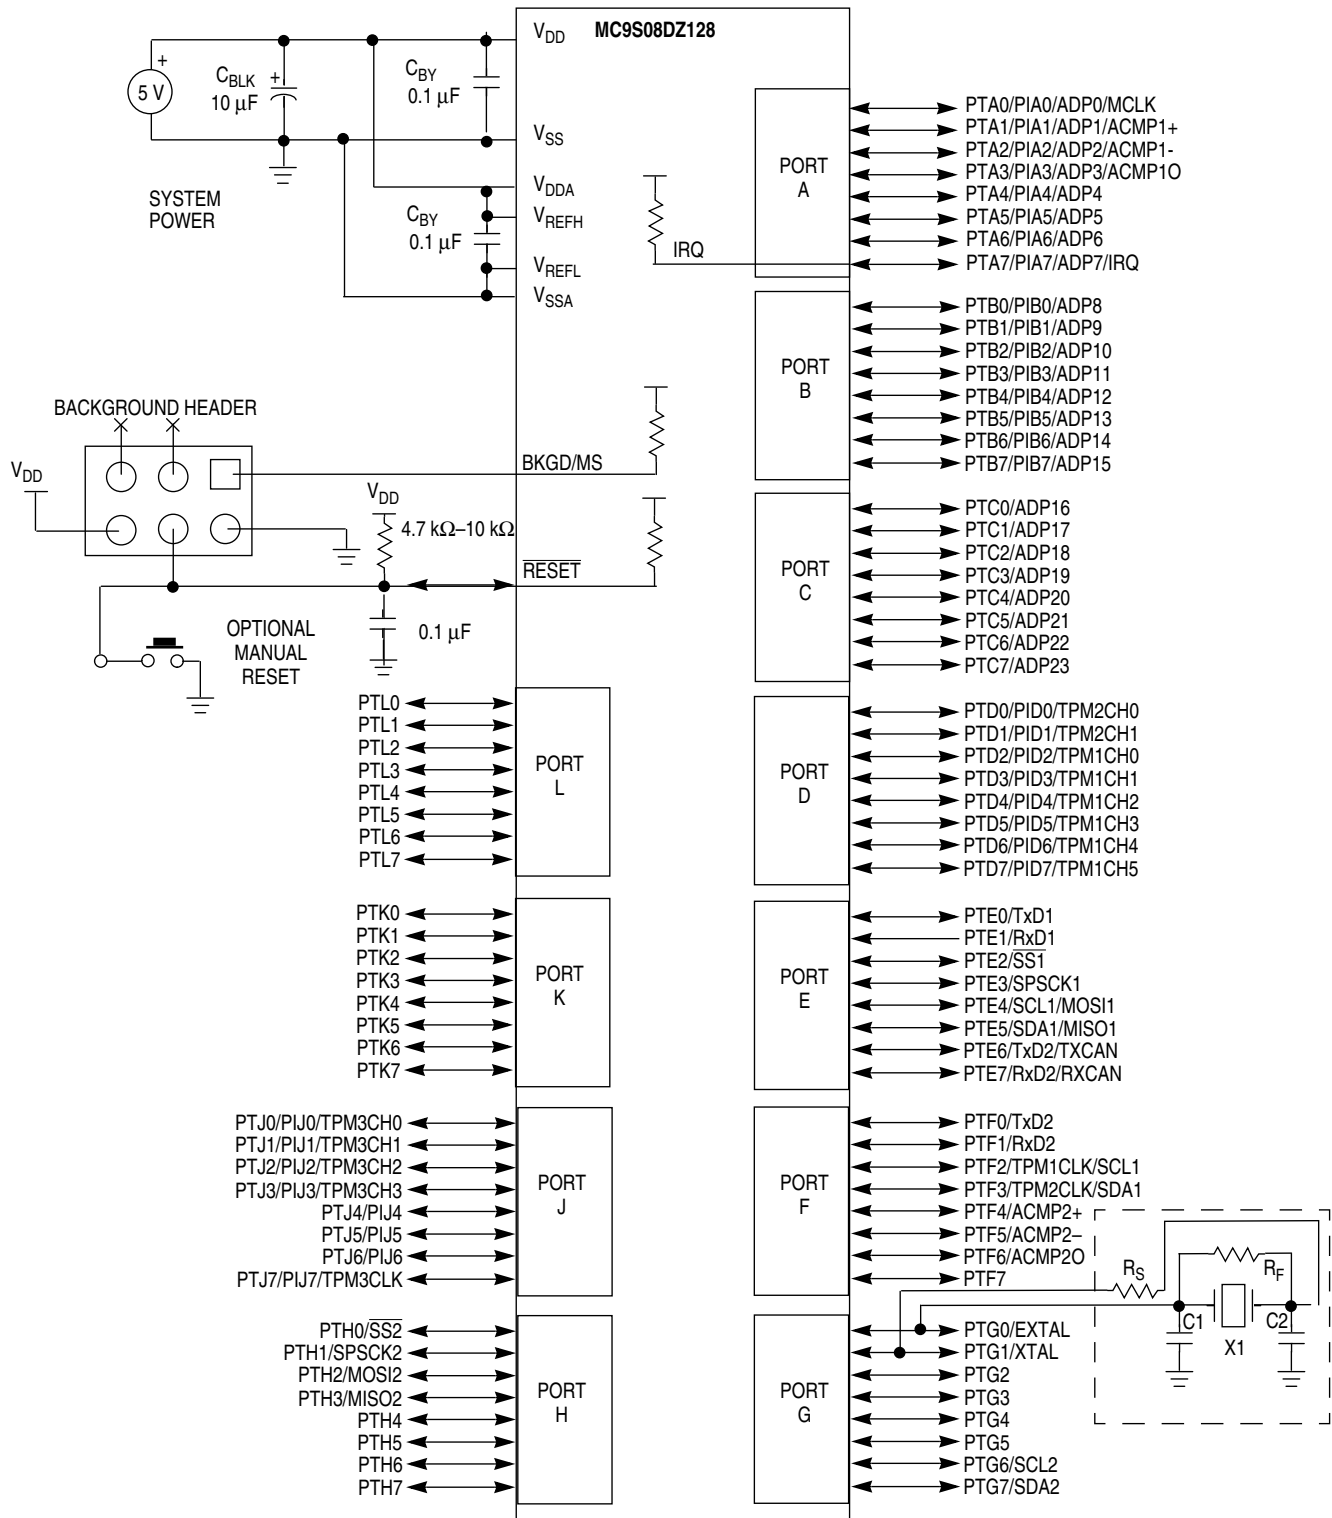 MC9S08DZ128
VDD
+
5 V
CBLK
10 μF
+
CBY
0.1 μF
VSS
SYSTEM
POWER
VDDA
CBY
0.1 μF
VREFH
VREFL
VSSA
BACKGROUND HEADER
VDD
BKGD/MS
VDD
4.7 kΩ–10 kΩ
RESET
0.1 μF
OPTIONAL
MANUAL
RESET
IRQ
PORT
A
PTA0/PIA0/ADP0/MCLK
PTA1/PIA1/ADP1/ACMP1+
PTA2/PIA2/ADP2/ACMP1-
PTA3/PIA3/ADP3/ACMP1O
PTA4/PIA4/ADP4
PTA5/PIA5/ADP5
PTA6/PIA6/ADP6
PTA7/PIA7/ADP7/IRQ
PORT
B
PTB0/PIB0/ADP8
PTB1/PIB1/ADP9
PTB2/PIB2/ADP10
PTB3/PIB3/ADP11
PTB4/PIB4/ADP12
PTB5/PIB5/ADP13
PTB6/PIB6/ADP14
PTB7/PIB7/ADP15
PORT
C
PTC0/ADP16
PTC1/ADP17
PTC2/ADP18
PTC3/ADP19
PTC4/ADP20
PTC5/ADP21
PTC6/ADP22
PTC7/ADP23
PTL0
PTL1
PTL2
PTL3
PTL4
PTL5
PTL6
PTL7
PORT
L
PORT
D
PTD0/PID0/TPM2CH0
PTD1/PID1/TPM2CH1
PTD2/PID2/TPM1CH0
PTD3/PID3/TPM1CH1
PTD4/PID4/TPM1CH2
PTD5/PID5/TPM1CH3
PTD6/PID6/TPM1CH4
PTD7/PID7/TPM1CH5
PTK0
PTK1
PTK2
PTK3
PTK4
PTK5
PTK6
PTK7
PORT
K
PORT
E
PTE0/TxD1
PTE1/RxD1
PTE2/SS1
PTE3/SPSCK1
PTE4/SCL1/MOSI1
PTE5/SDA1/MISO1
PTE6/TxD2/TXCAN
PTE7/RxD2/RXCAN
PTJ0/PIJ0/TPM3CH0
PTJ1/PIJ1/TPM3CH1
PTJ2/PIJ2/TPM3CH2
PTJ3/PIJ3/TPM3CH3
PTJ4/PIJ4
PTJ5/PIJ5
PTJ6/PIJ6
PTJ7/PIJ7/TPM3CLK
PORT
J
PORT
F
PTF0/TxD2
PTF1/RxD2
PTF2/TPM1CLK/SCL1
PTF3/TPM2CLK/SDA1
PTF4/ACMP2+
PTF5/ACMP2–
PTF6/ACMP2O
PTF7
RS
RF
C1
C2
X1
PTH0/SS2
PTH1/SPSCK2
PTH2/MOSI2
PTH3/MISO2
PTH4
PTH5
PTH6
PTH7
PORT
H
PORT
G
PTG0/EXTAL
PTG1/XTAL
PTG2
PTG3
PTG4
PTG5
PTG6/SCL2
PTG7/SDA2